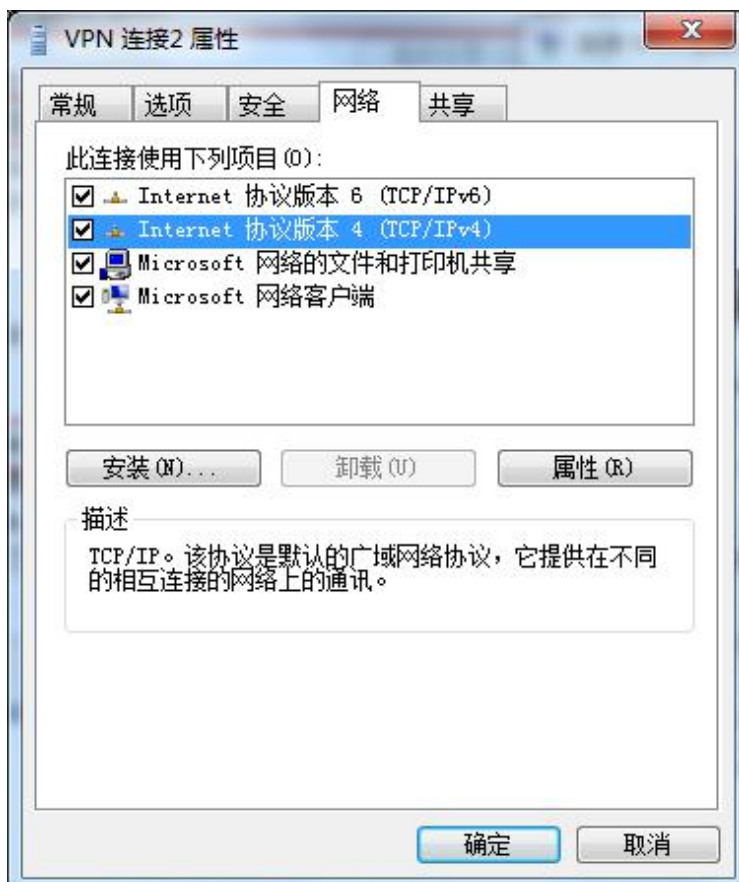 VPN 连接2 属性
常规 选项 安全 网络 共享
此连接使用下列项目(O):
Internet 协议版本 6 (TCP/IPv6)
Internet 协议版本 4 (TCP/IPv4)
Microsoft 网络的文件和打印机共享
Microsoft 网络客户端
安装(N)... 卸载(U) 属性(R)
描述
TCP/IP。该协议是默认的广域网络协议，它提供在不同
的相互连接的网络上的通讯。
确定 取消